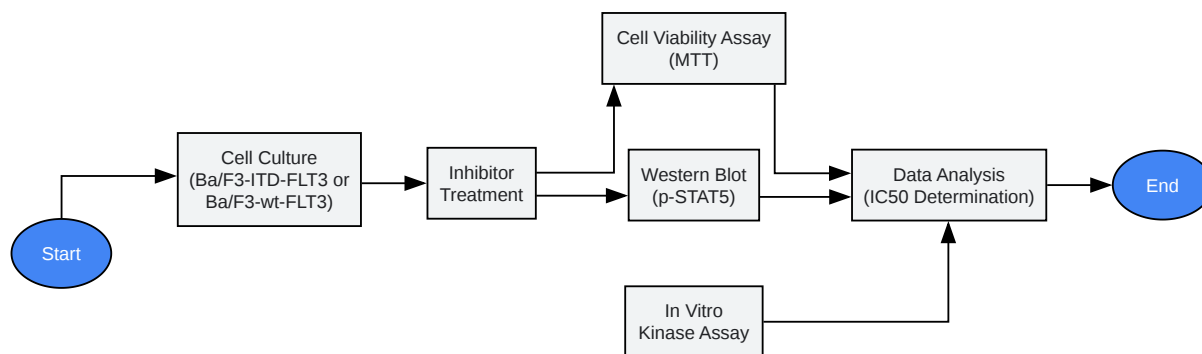 Start
Cell Culture
(Ba/F3-ITD-FLT3 or
Ba/F3-wt-FLT3)
Inhibitor
Treatment
Cell Viability Assay
(MTT)
Western Blot
(p-STAT5)
In Vitro
Kinase Assay
Data Analysis
(IC50 Determination)
End